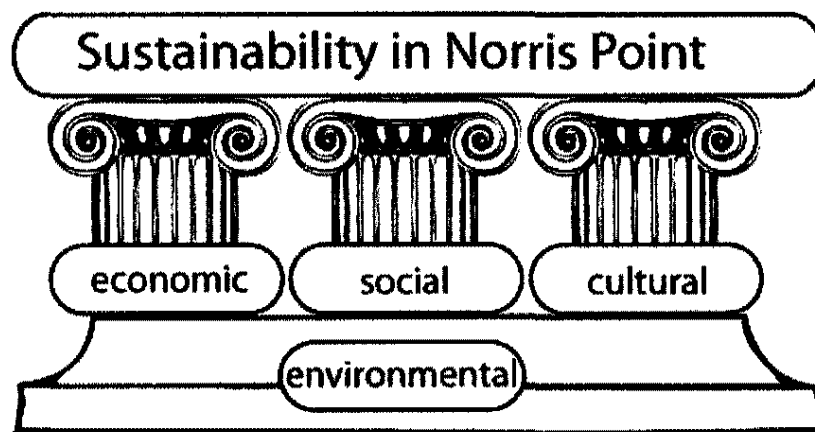 Sustainability in Norris Point
economic social cultural
environmental